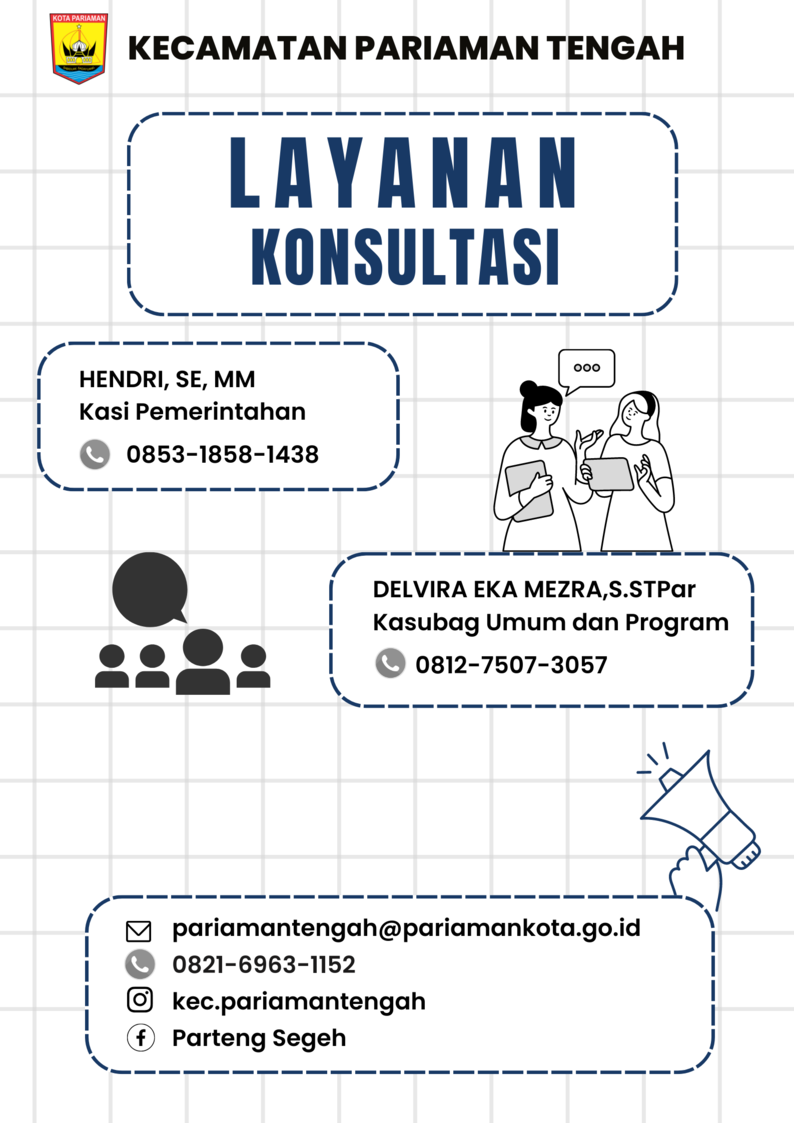 KOTA PARIAMAN
KECAMATAN PARIAMAN TENGAH
LAYANAN
KONSULTASI
HENDRI, SE, MM
Kasi Pemerintahan
0853-1858-1438
DELVIRA EKA MEZRA,S.STPar
Kasubag Umum dan Program
0812-7507-3057
pariamantengah@pariamankota.go.id
0821-6963-1152
kec.pariamantengah
Parteng Segeh